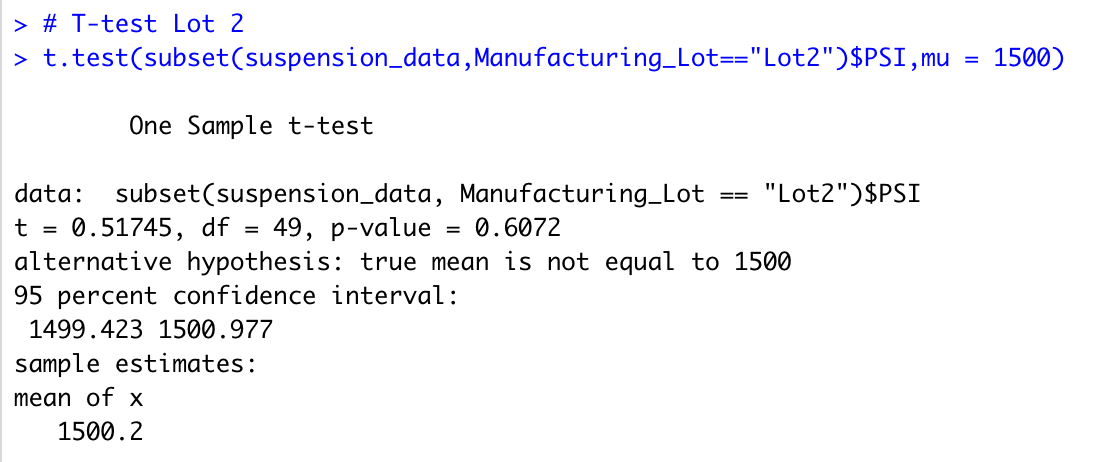 > # T-test Lot 2
> t.test(subset(suspension_data,Manufacturing_Lot=="Lot2")$PSI,mu = 1500)
One Sample t-test
data:  subset(suspension_data, Manufacturing_Lot == "Lot2")$PSI
t = 0.51745, df = 49, p-value = 0.6072
alternative hypothesis: true mean is not equal to 1500
95 percent confidence interval:
1499.423 1500.977
sample estimates:
mean of x
1500.2